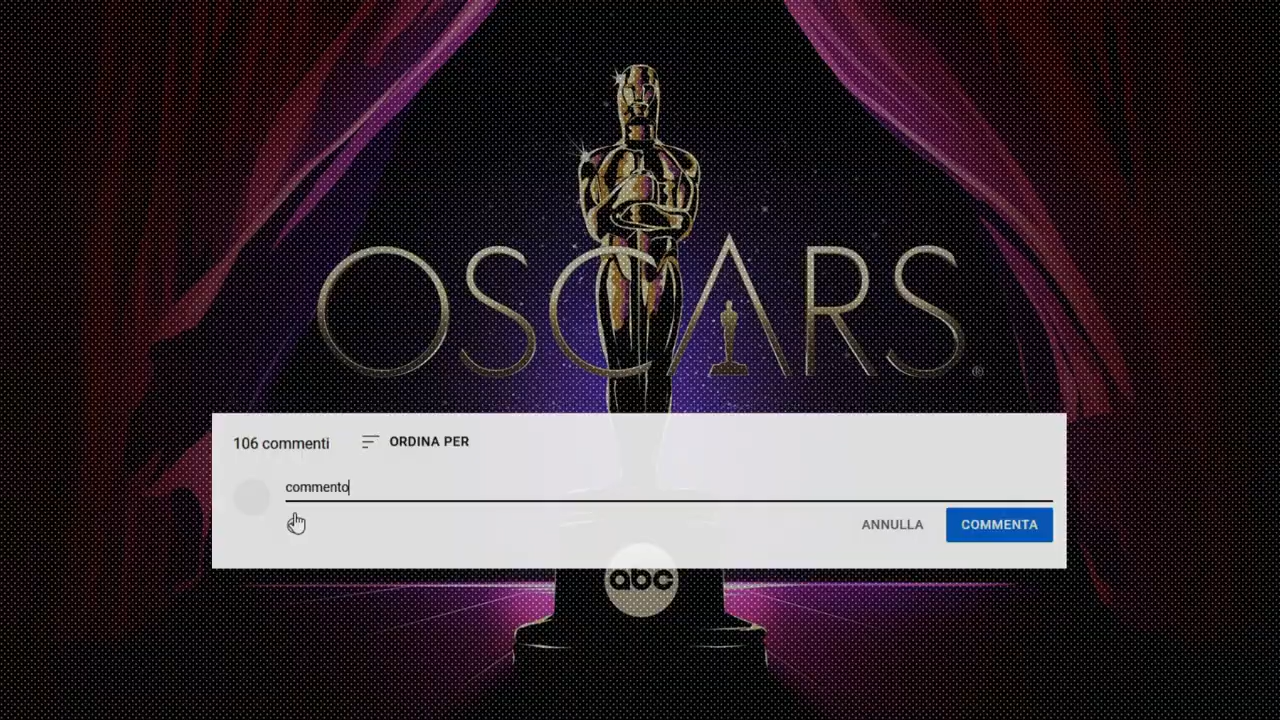 OSCARS®
106 commenti ORDINA PER
commento
ANNULLA COMMENTA
abc